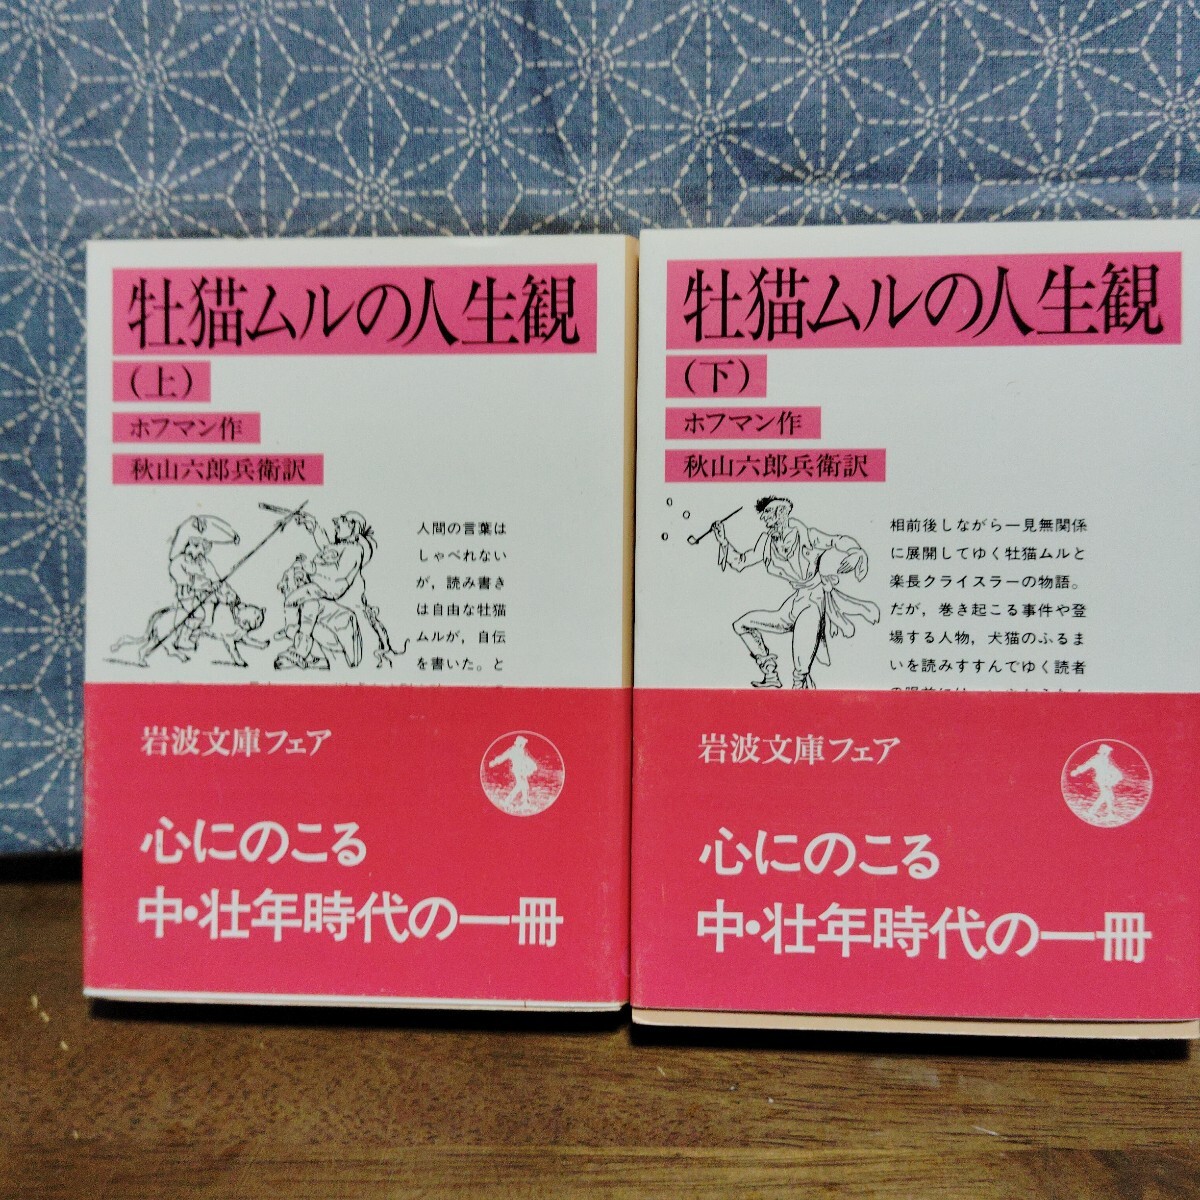 牡猫ムルの人生観
(上)
ホフマン作
秋山六郎兵衛訳
人間の言葉は
しゃべれない
が，読み書き
は自由な牡猫
ムルが，自伝
を書いた。と
岩波文庫フェア
心にのこる
中・壮年時代の一冊
牡猫ムルの人生観
(下)
ホフマン作
秋山六郎兵衛訳
相前後しながら一見無関係
に展開してゆく牡猫ムルと
楽長クライスラーの物語。
だが，巻き起こる事件や登
場する人物，犬猫のふるま
いを読みすすんでゆく読者
岩波文庫フェア
心にのこる
中・壮年時代の一冊